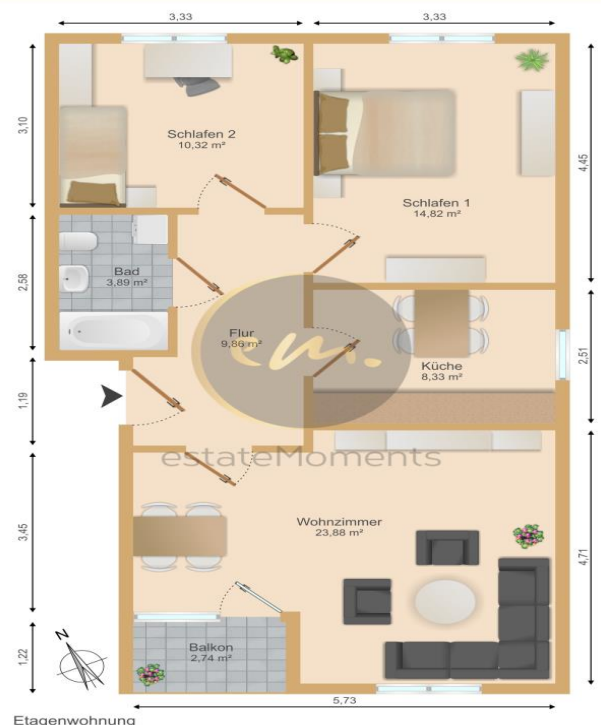 3,33
3,33
3,10
Schlafen 2
10,32 m²
4,45
Schlafen 1
14,82 m²
2,58
Bad
3,89 m²
Flur
9,86 m²
em.
Küche
8,33 m²
2,51
1,19
estateMoments
3,45
Wohnzimmer
23,88 m²
4,71
1,22
N
Balkon
2,74 m²
5,73
Etagenwohnung